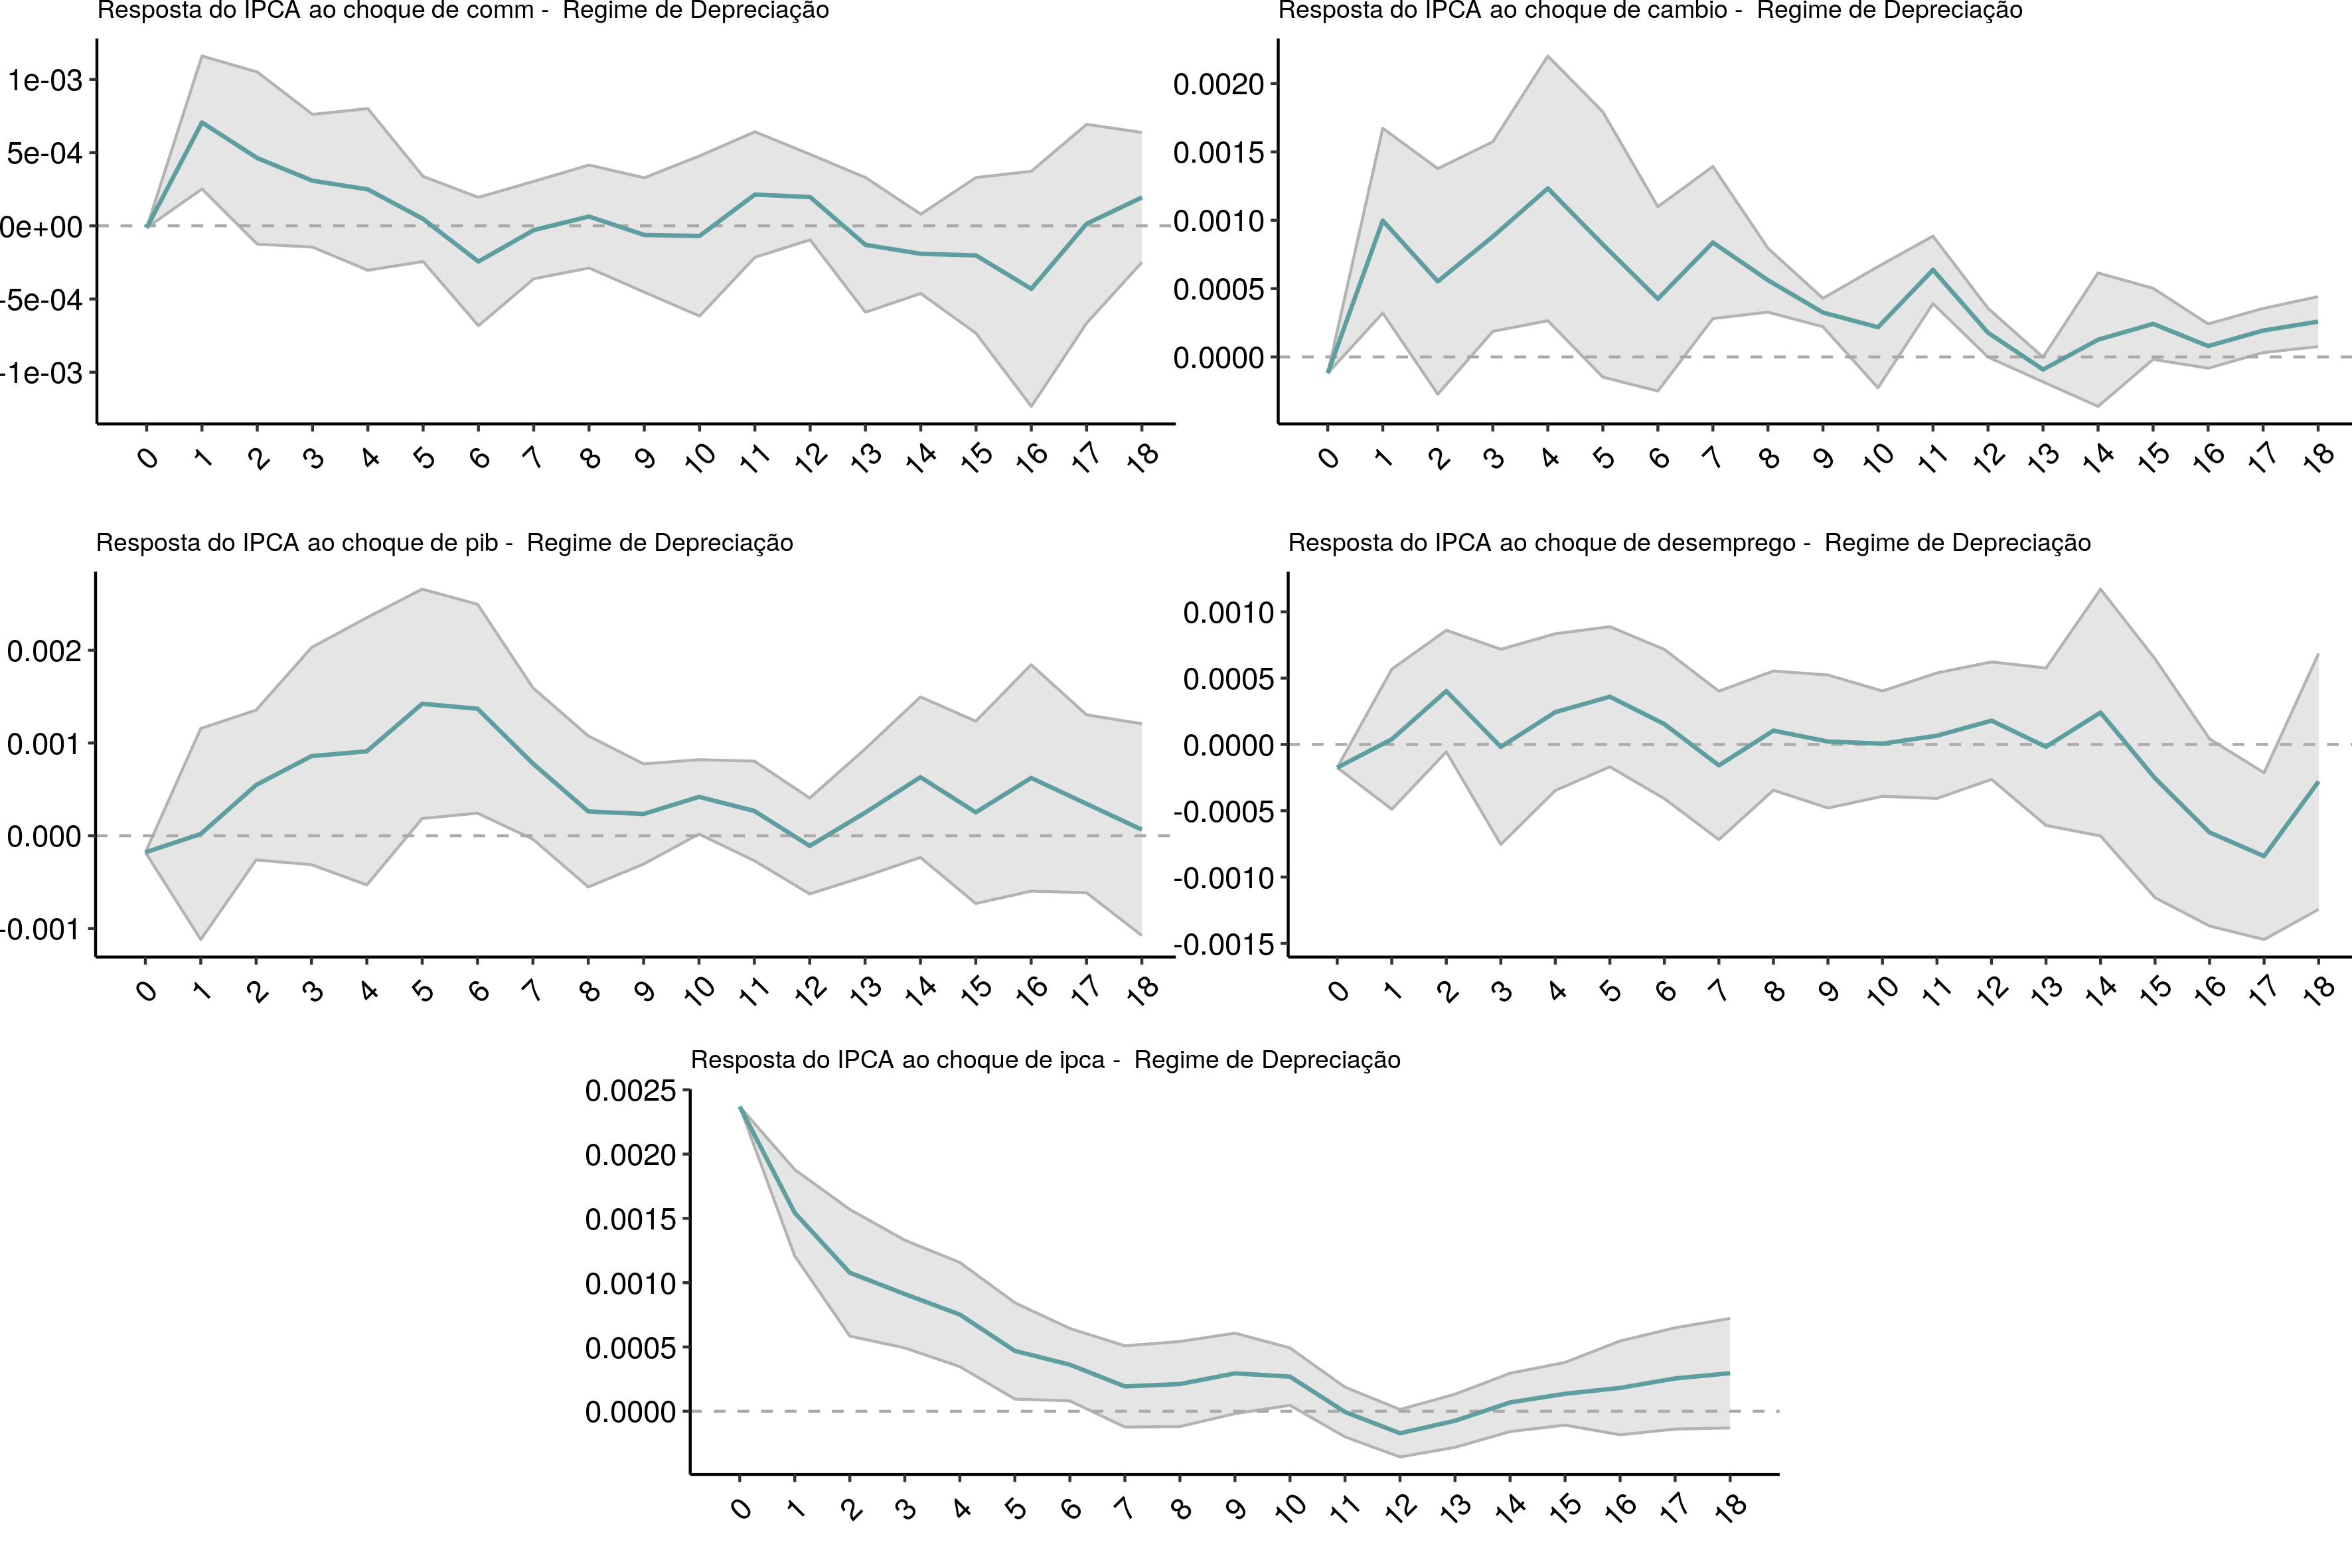 Resposta do IPCA ao choque de comm -  Regime de Depreciação
1e-03
5e-04
0e+00
-5e-04
-1e-03
0 1 2 3 4 5 6 7 8 9 10 11 12 13 14 15 16 17 18
Resposta do IPCA ao choque de cambio -  Regime de Depreciação
0.0020
0.0015
0.0010
0.0005
0.0000
0 1 2 3 4 5 6 7 8 9 10 11 12 13 14 15 16 17 18
Resposta do IPCA ao choque de pib -  Regime de Depreciação
0.002
0.001
0.000
-0.001
0 1 2 3 4 5 6 7 8 9 10 11 12 13 14 15 16 17 18
Resposta do IPCA ao choque de desemprego -  Regime de Depreciação
0.0010
0.0005
0.0000
-0.0005
-0.0010
-0.0015
0 1 2 3 4 5 6 7 8 9 10 11 12 13 14 15 16 17 18
Resposta do IPCA ao choque de ipca -  Regime de Depreciação
0.0025
0.0020
0.0015
0.0010
0.0005
0.0000
0 1 2 3 4 5 6 7 8 9 10 11 12 13 14 15 16 17 18